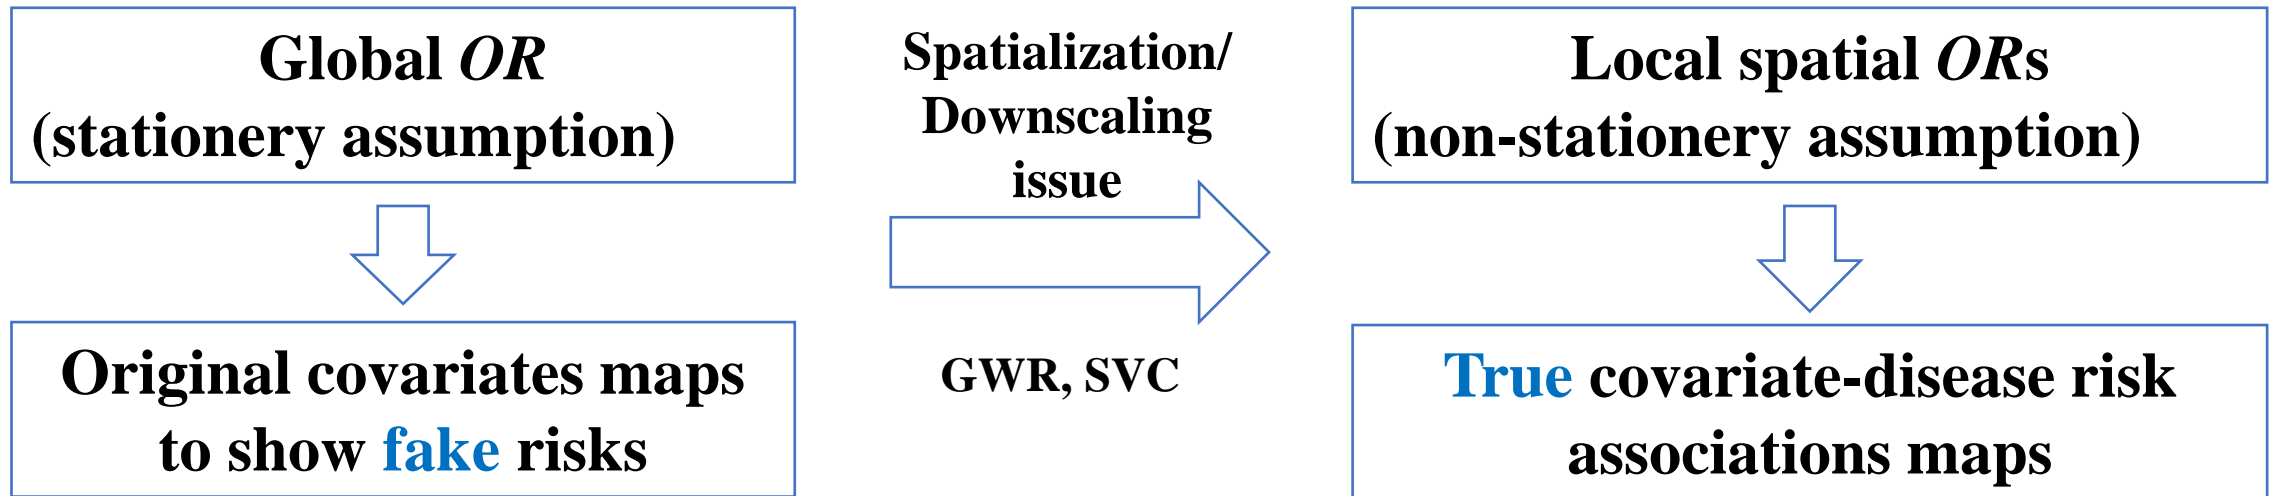 Global OR
(stationery assumption)
Original covariates maps
to show fake risks
Spatialization/
Downscaling
issue
GWR, SVC
Local spatial ORs
(non-stationery assumption)
True covariate-disease risk
associations maps